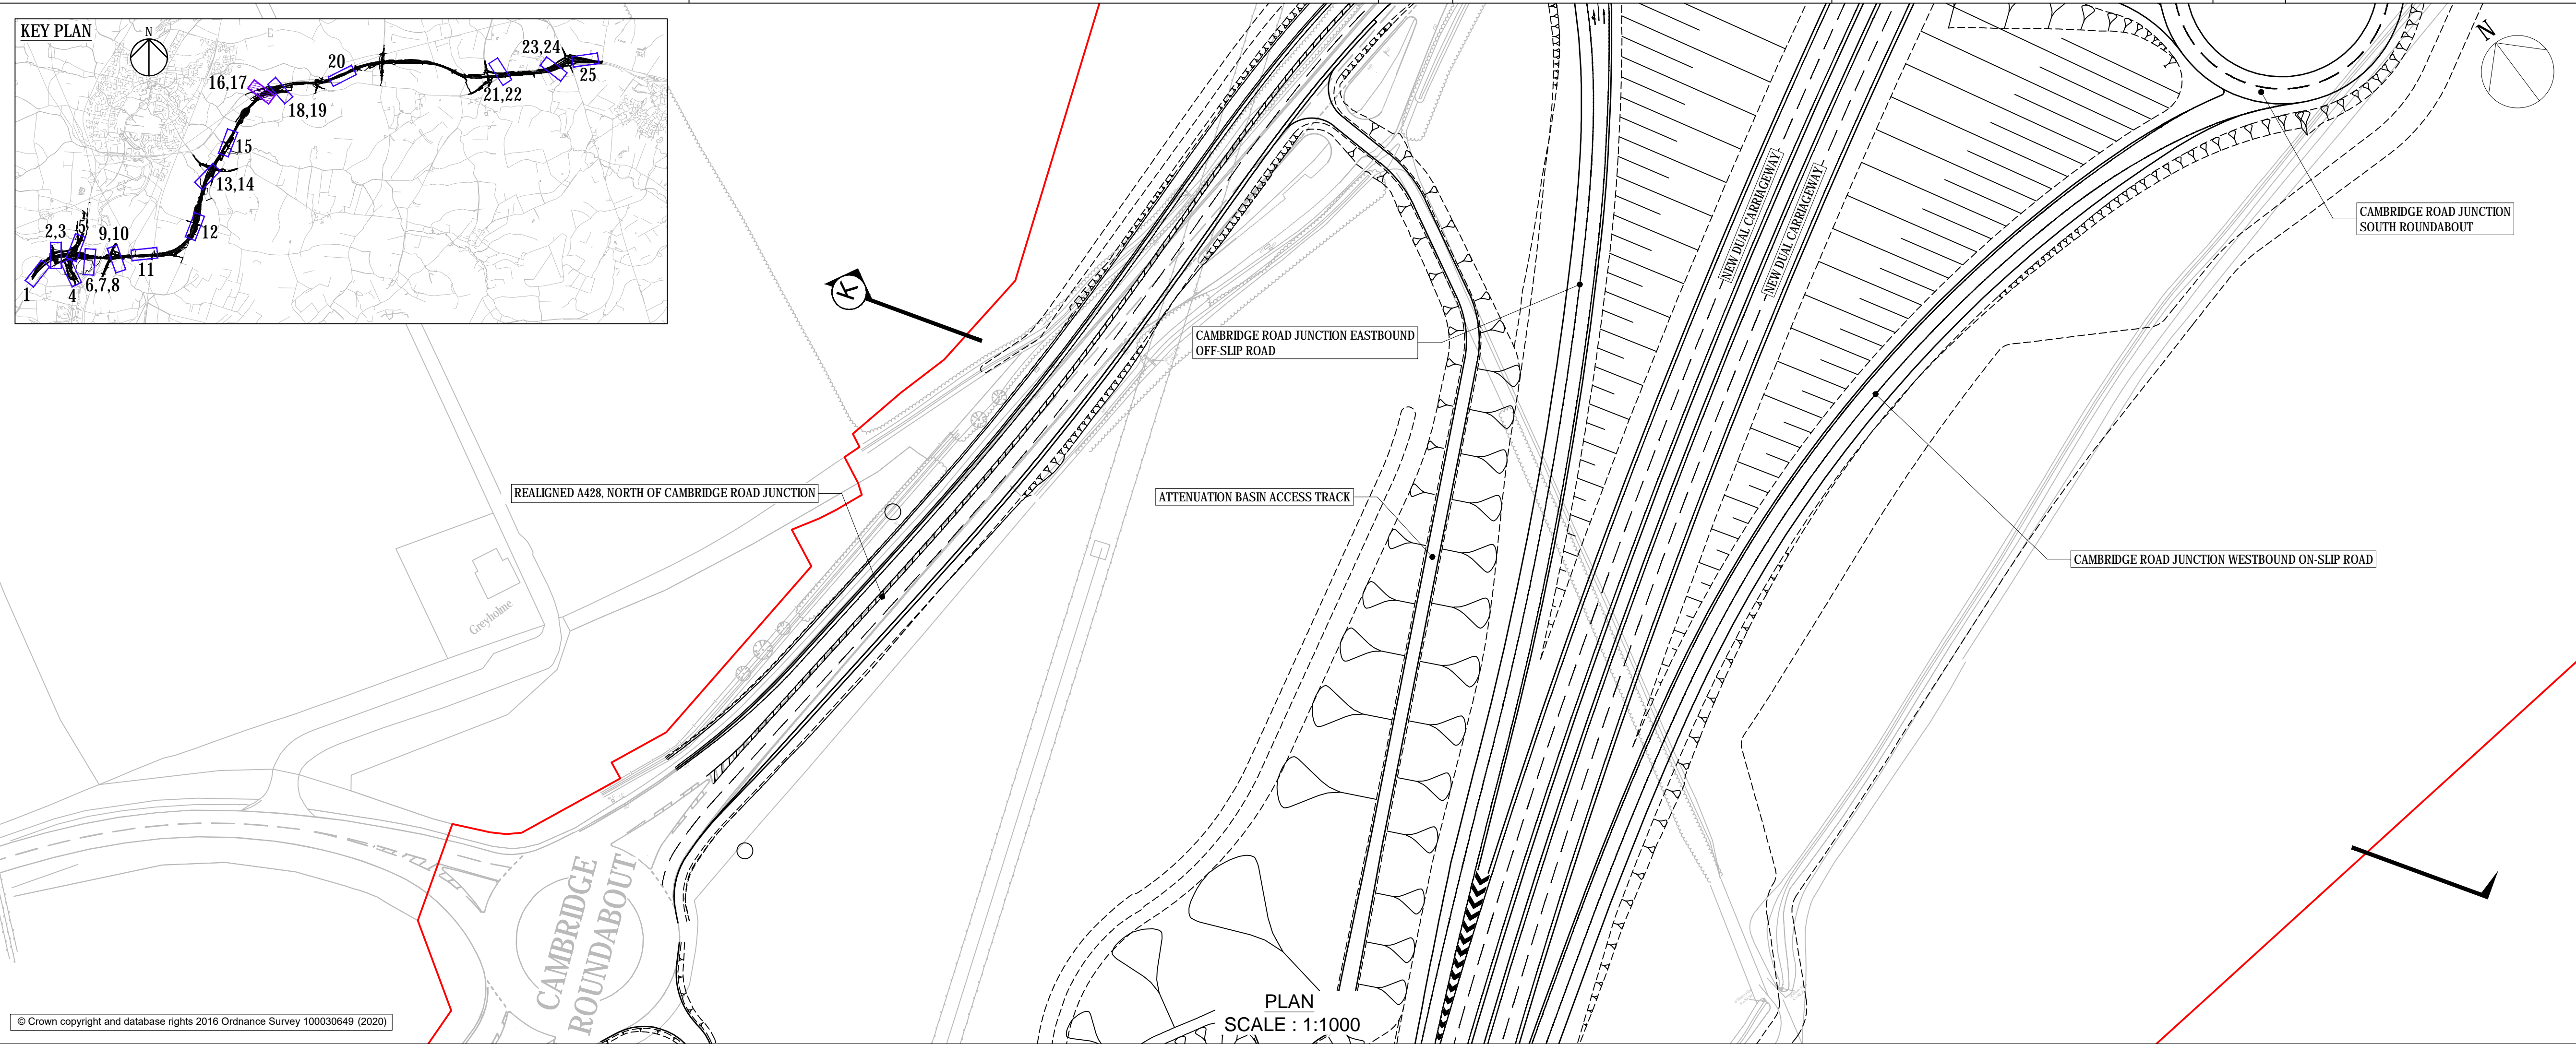 KEY PLAN
N
20
23,24
25
16,17
18,19
21,22
15
13,14
12
2,3
5
9,10
11
1
4
6,7,8
N
K
CAMBRIDGE ROAD JUNCTION
SOUTH ROUNDABOUT
NEW DUAL CARRIAGEWAY
NEW DUAL CARRIAGEWAY
CAMBRIDGE ROAD JUNCTION EASTBOUND
OFF-SLIP ROAD
REALIGNED A428, NORTH OF CAMBRIDGE ROAD JUNCTION
ATTENUATION BASIN ACCESS TRACK
CAMBRIDGE ROAD JUNCTION WESTBOUND ON-SLIP ROAD
Greyholme
CAMBRIDGE
ROUNDABOUT
PLAN
SCALE : 1:1000
© Crown copyright and database rights 2016 Ordnance Survey 100030649 (2020)